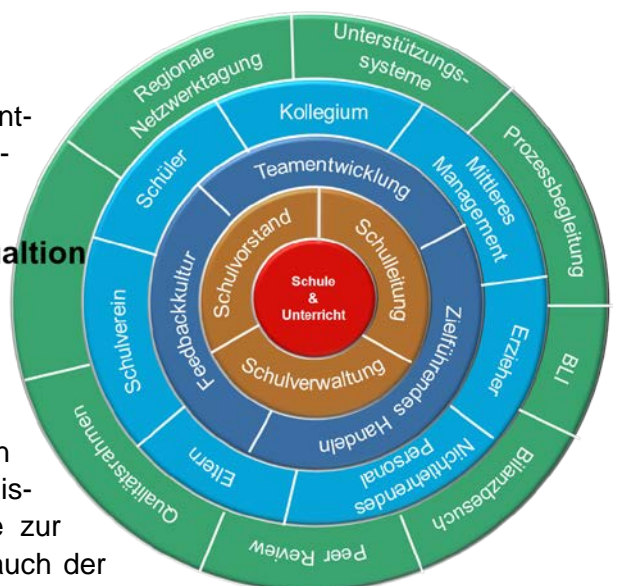 nt-
-
altion
n
is-
e zur
auch der
Regionale
Netzwerktagung
Unterstützungs-
systeme
Prozessbegleitung
BLI
Bilanzbesuch
Peer Review
Qualitätsrahmen
Kollegium
Mittleres
Management
Erzieher
Nichtlehrendes
Personal
Eltern
Schulverein
Schüler
Teamentwicklung
Zielführendes Handeln
Feedbackkultur
Schulvorstand
Schulleitung
Schulverwaltung
Schule
&
Unterricht